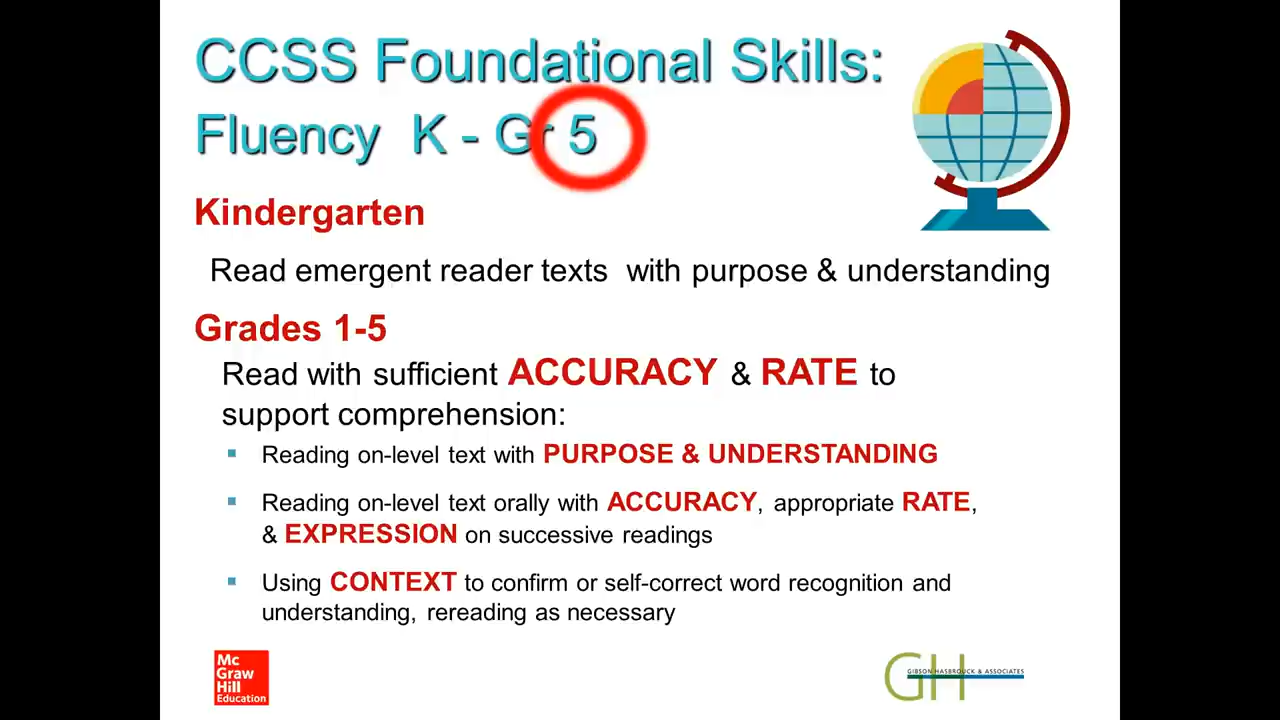 CCSS Foundational Skills:
Fluency K - Gr 5
Kindergarten
Read emergent reader texts with purpose & understanding
Grades 1-5
Read with sufficient ACCURACY & RATE to
support comprehension:
▪ Reading on-level text with PURPOSE & UNDERSTANDING
▪ Reading on-level text orally with ACCURACY, appropriate RATE,
& EXPRESSION on successive readings
▪ Using CONTEXT to confirm or self-correct word recognition and
understanding, rereading as necessary
Mc
Graw
Hill
Education
GH
GIBSON HASBROUCK & ASSOCIATES